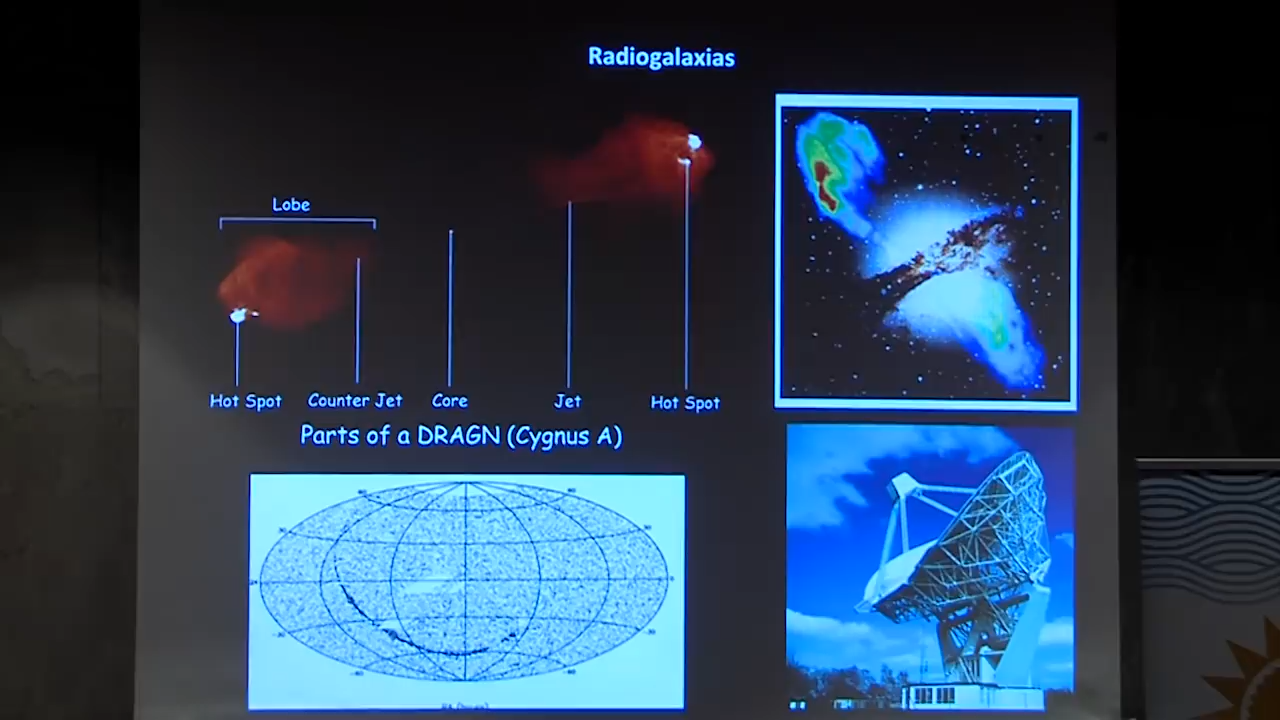 Radiogalaxias
Lobe
Hot Spot Counter Jet Core Jet Hot Spot
Parts of a DRAGN (Cygnus A)